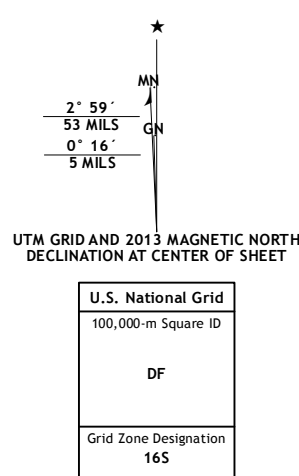 ★
MN
2° 59´
53 MILS
GN
0° 16´
5 MILS
UTM GRID AND 2013 MAGNETIC NORTH
DECLINATION AT CENTER OF SHEET
U.S. National Grid
100,000-m Square ID
DF
Grid Zone Designation
16S